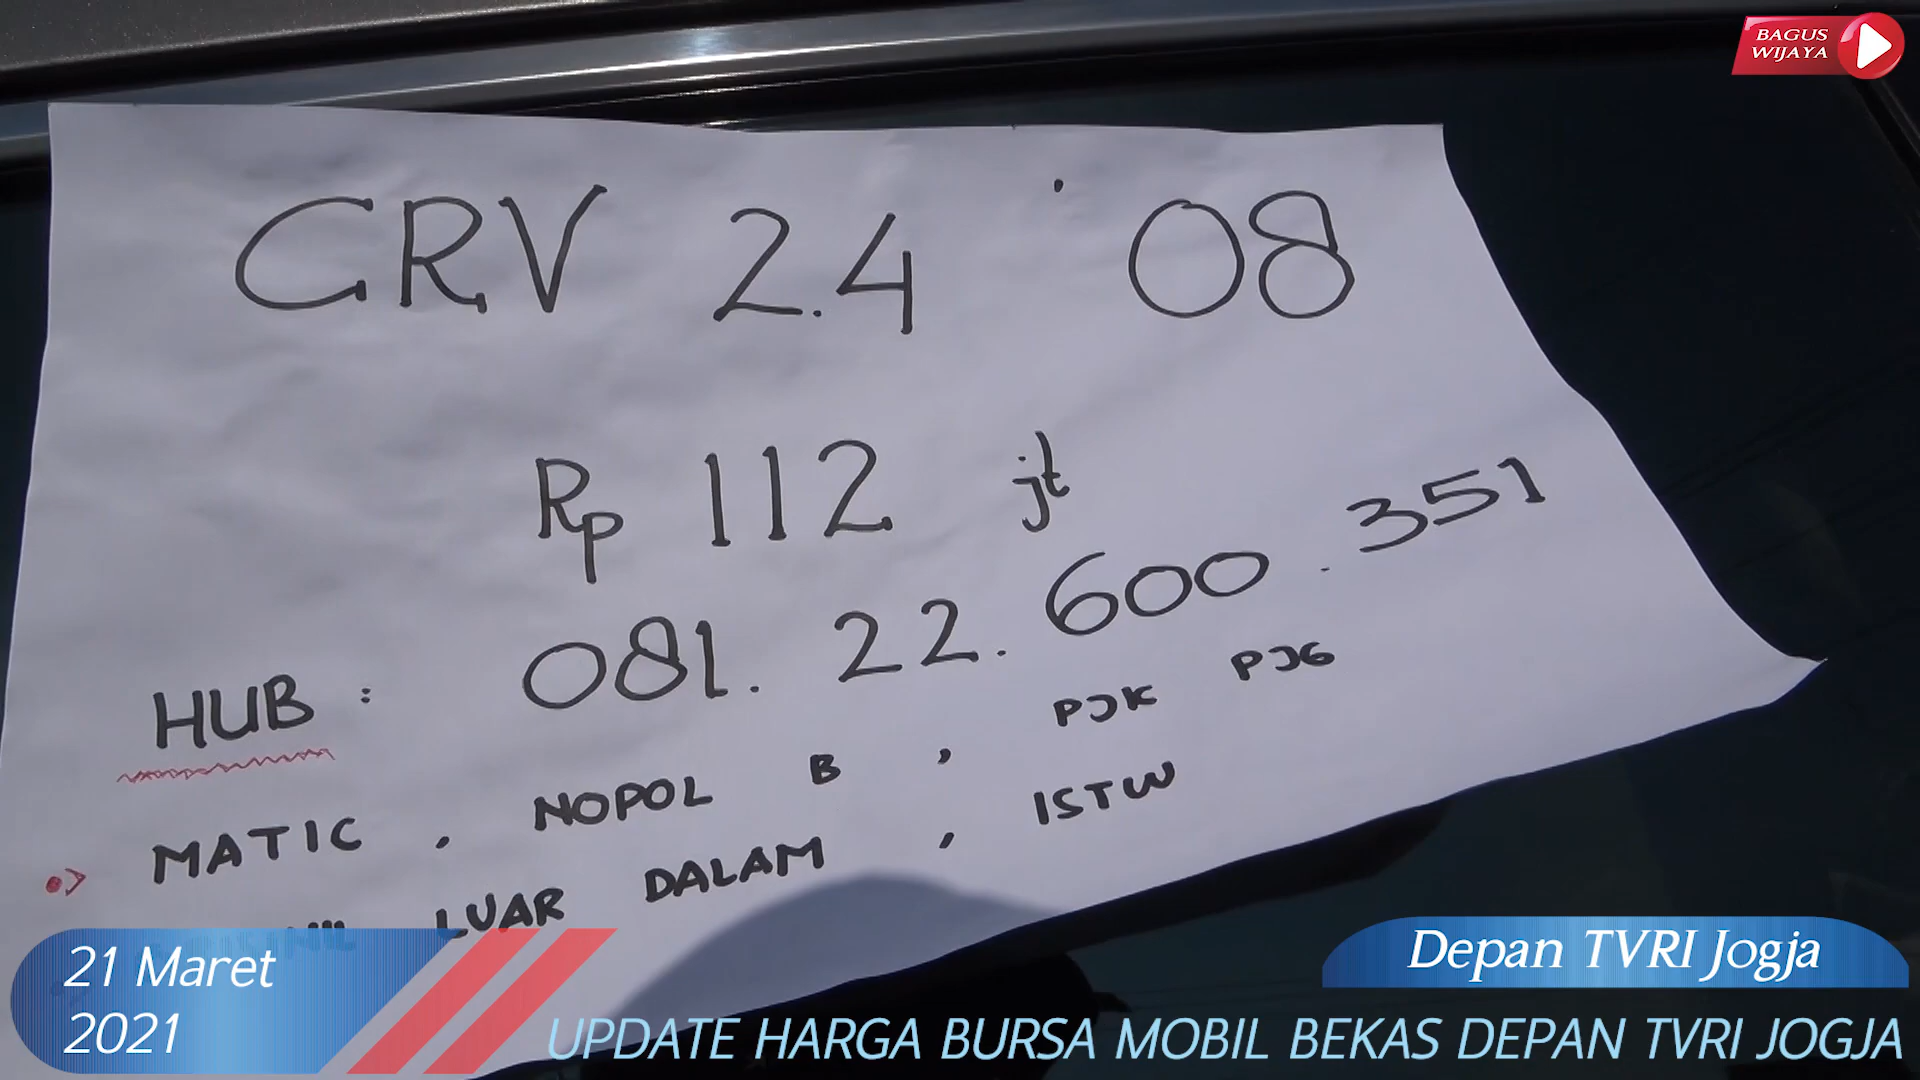 BAGUS
WIJAYA
CRV 2.4 '08
Rp 112 jt
HUB : 081. 22. 600. 351
MATIC , NOPOL B , PJK PJG
LUAR DALAM , ISTW
21 Maret
2021
Depan TVRI Jogja
UPDATE HARGA BURSA MOBIL BEKAS DEPAN TVRI JOGJA